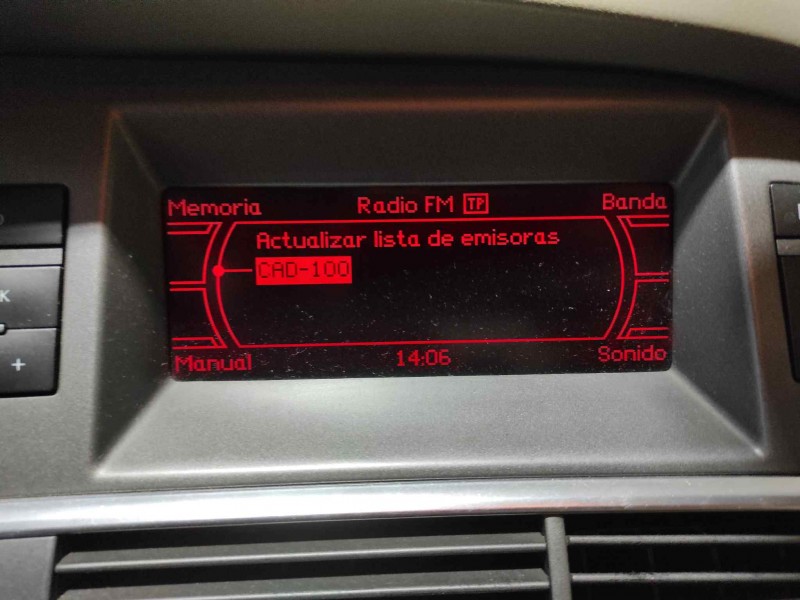 Memoria Radio FM TP Banda
Actualizar lista de emisoras
CAD-100
Manual 14:06 Sonido
K
+